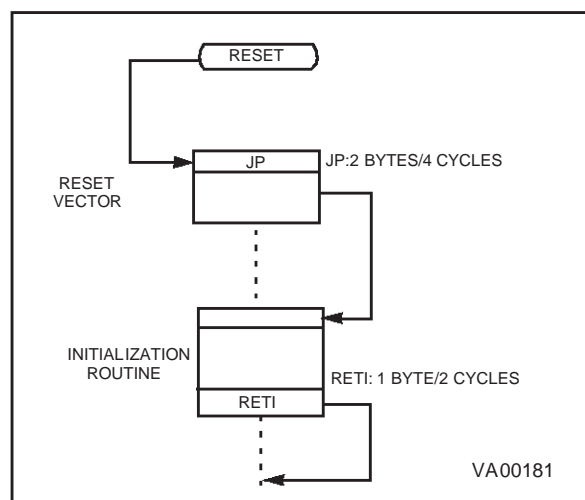 RESET
JP
JP:2 BYTES/4 CYCLES
RESET
VECTOR
INITIALIZATION
ROUTINE
RETI: 1 BYTE/2 CYCLES
RETI
VA00181